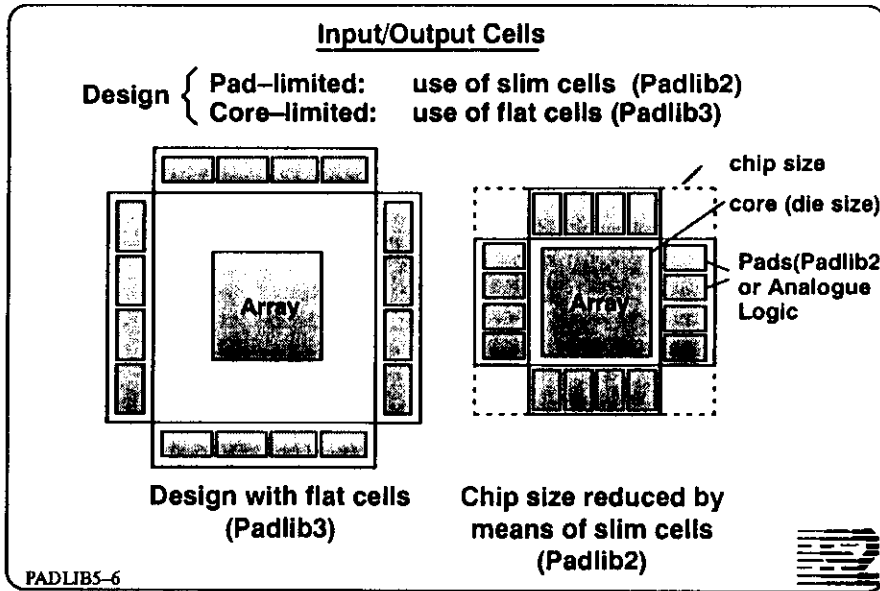 Input/Output Cells
Design { Pad–limited: use of slim cells (Padlib2)
Core–limited: use of flat cells (Padlib3)
chip size
core (die size)
Array
Array
Pads(Padlib2
or Analogue
Logic
Design with flat cells
(Padlib3)
Chip size reduced by
means of slim cells
(Padlib2)
PADLIB5–6